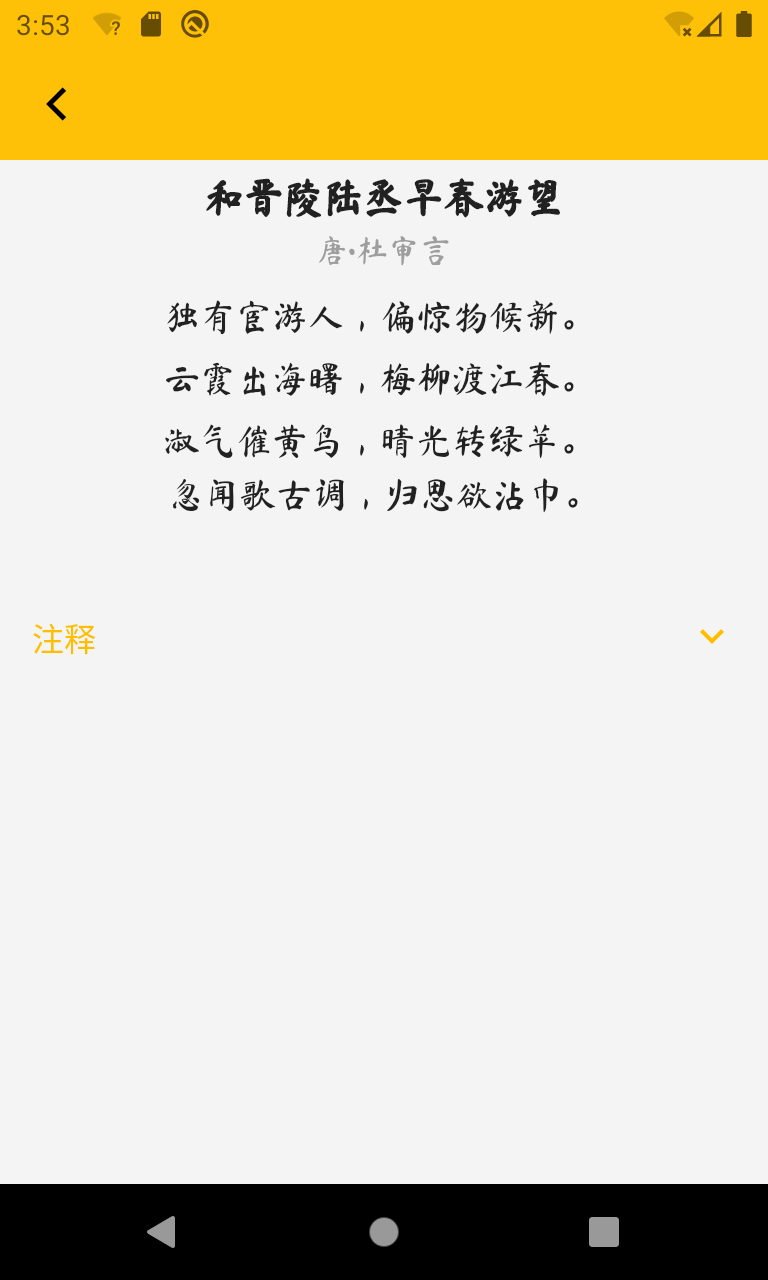 3:53
和晋陵陆丞早春游望
唐·杜审言
独有宦游人，偏惊物候新。
云霞出海曙，梅柳渡江春。
淑气催黄鸟，晴光转绿苹。
忽闻歌古调，归思欲沾巾。
注释